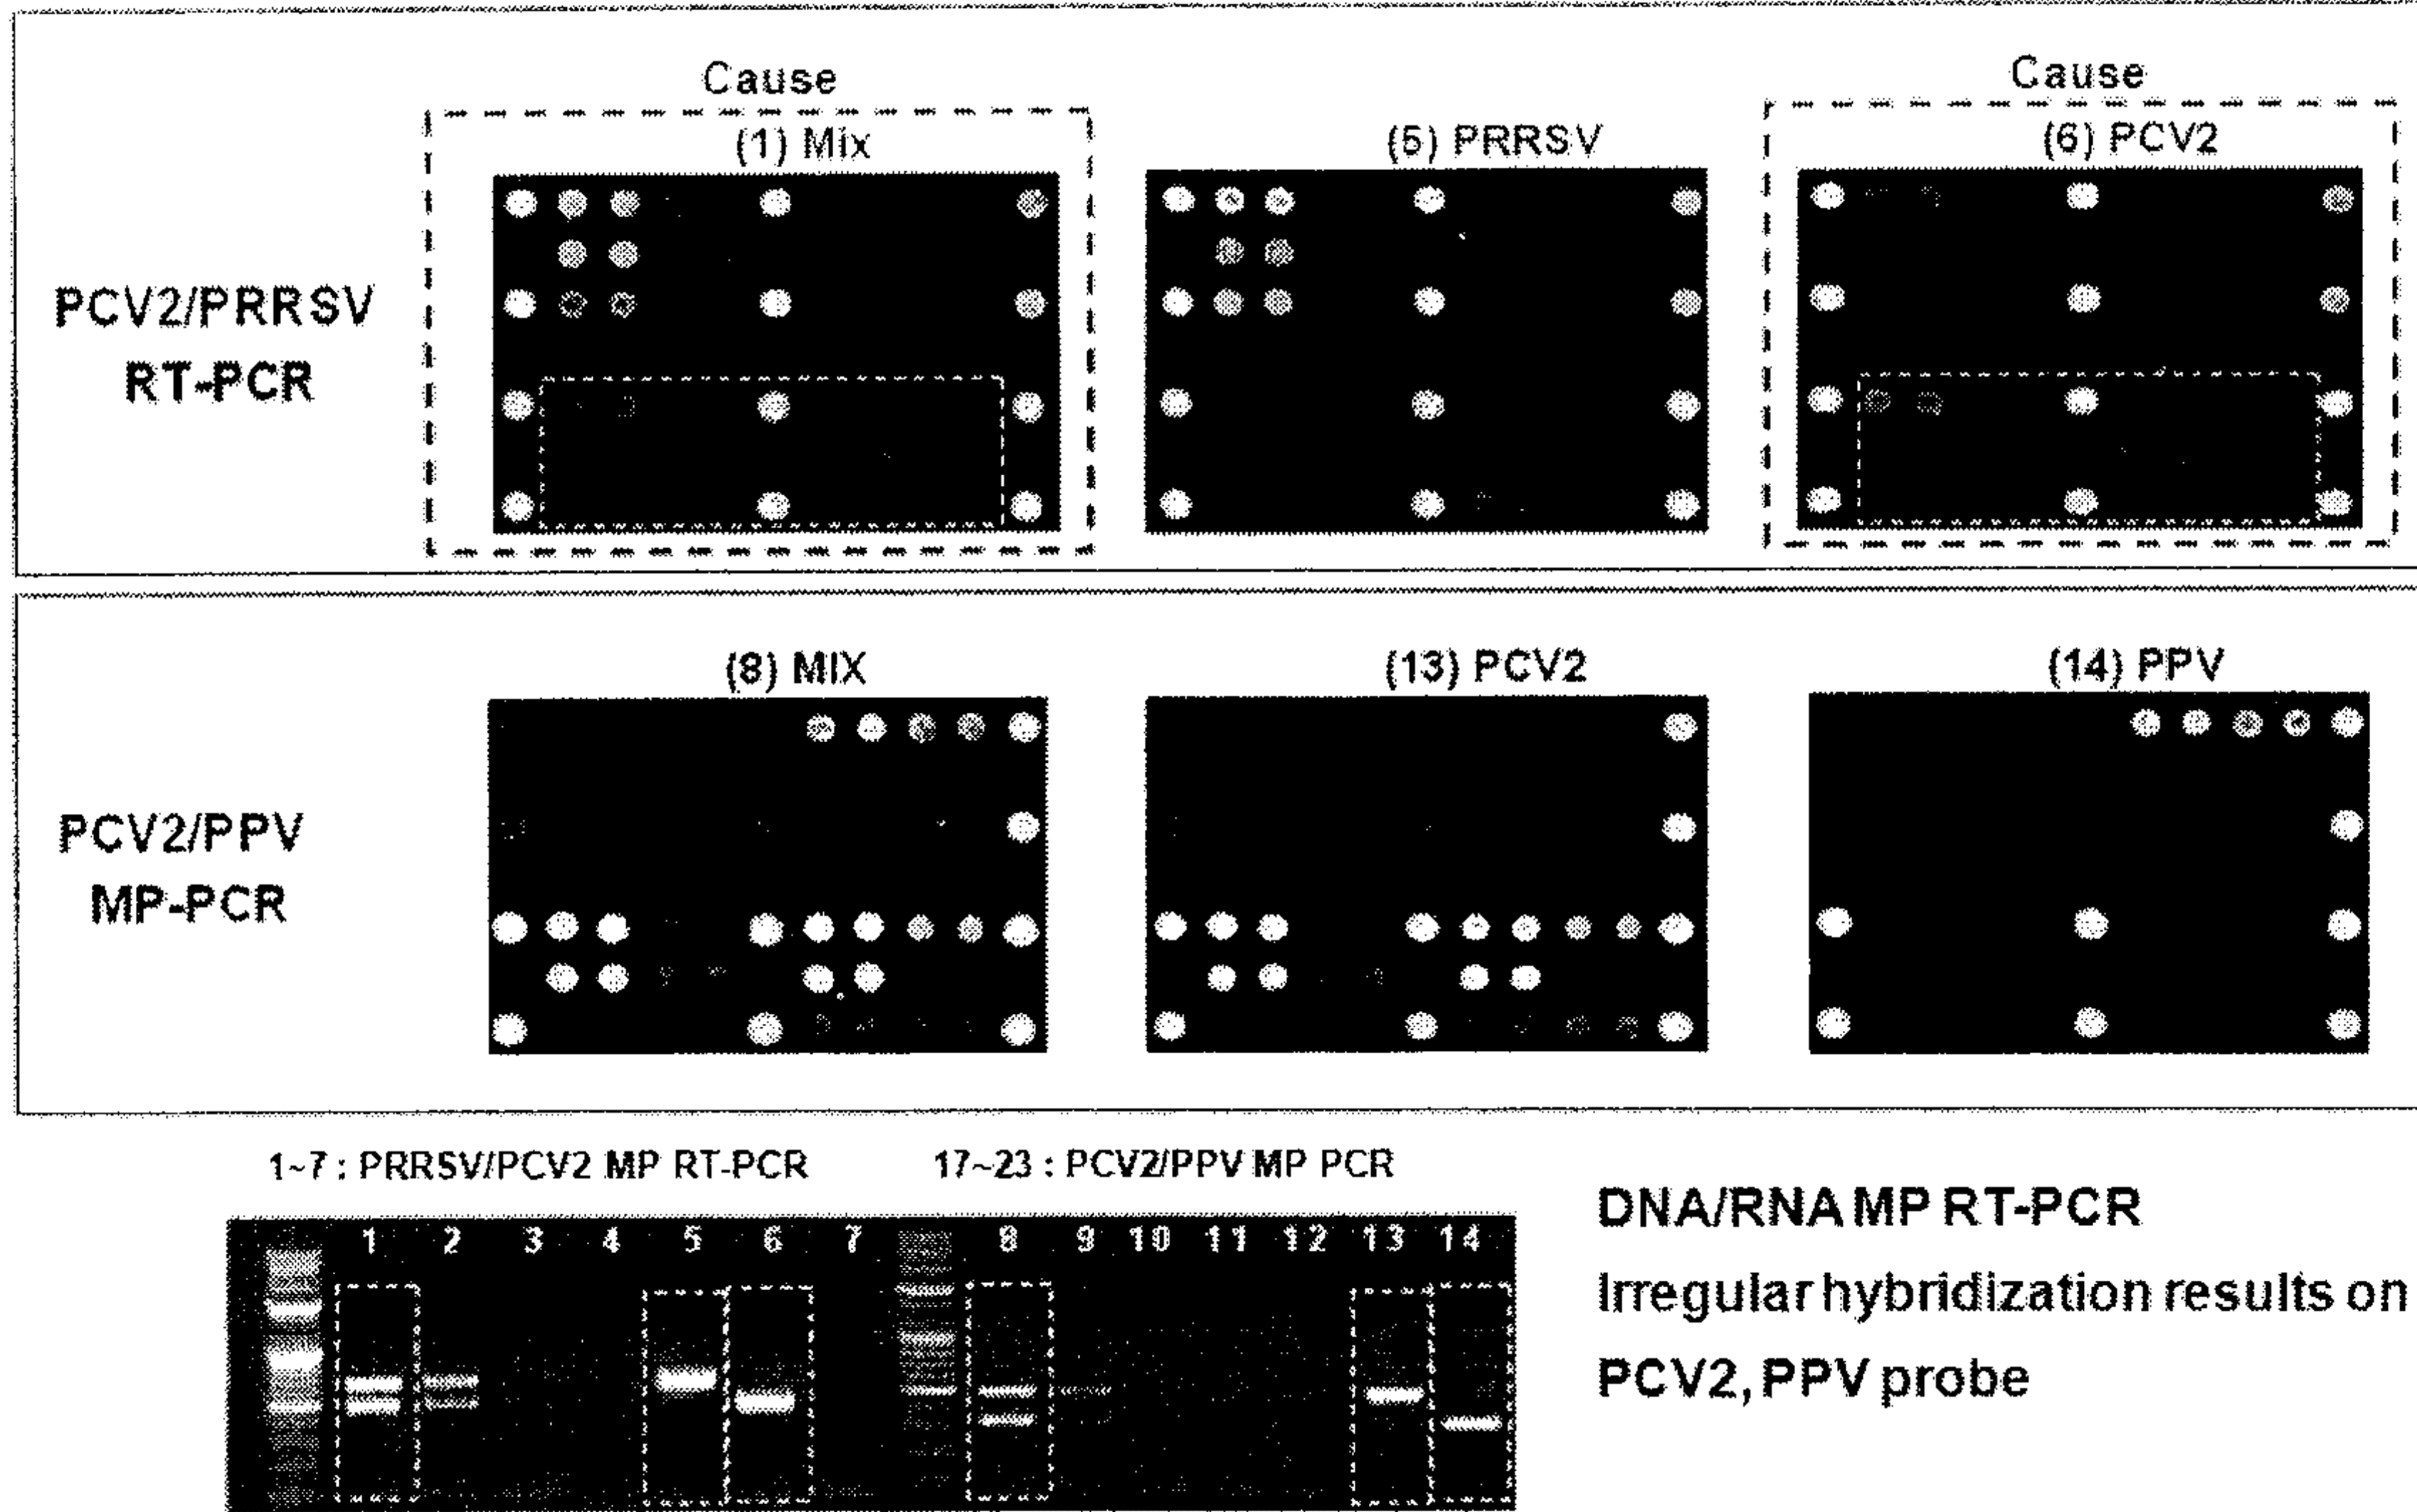 Cause
Cause
(1) Mix
(5) PRRSV
(6) PCV2
PCV2/PRRSV
RT-PCR
(8) MIX
(13) PCV2
(14) PPV
PCV2/PPV
MP-PCR
1~7 : PRRSV/PCV2 MP RT-PCR
17~23 : PCV2/PPV MP PCR
1 2 3 4 5 6 7 8 9 10 11 12 13 14
DNA/RNA MP RT-PCR
Irregular hybridization results on
PCV2, PPV probe